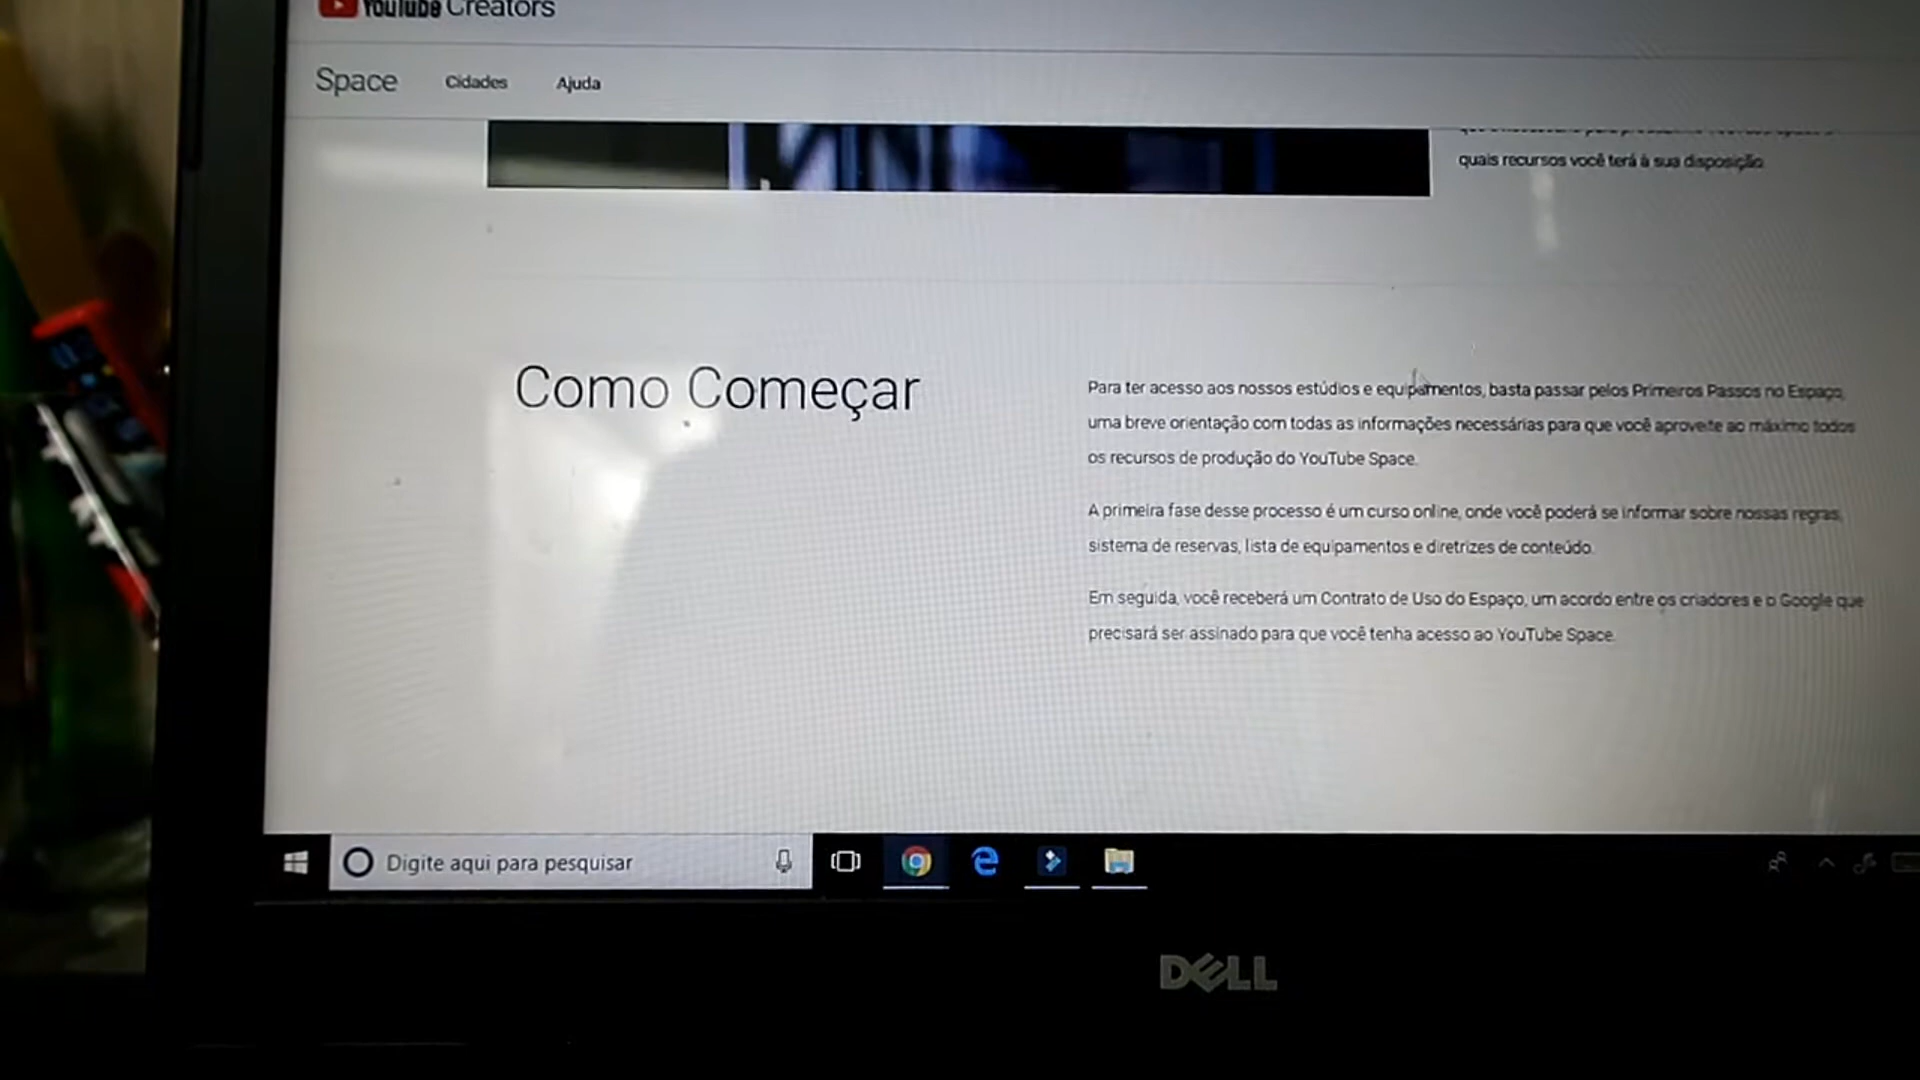 YouTube Creators
Space Cidades Ajuda
quais recursos você terá à sua disposição
Como Começar
Para ter acesso aos nossos estúdios e equipamentos, basta passar pelos Primeiros Passos no Espaço,
uma breve orientação com todas as informações necessárias para que você aproveite ao máximo todos
os recursos de produção do YouTube Space.
A primeira fase desse processo é um curso online, onde você poderá se informar sobre nossas regras,
sistema de reservas, lista de equipamentos e diretrizes de conteúdo.
Em seguida, você receberá um Contrato de Uso do Espaço, um acordo entre os criadores e o Google que
precisará ser assinado para que você tenha acesso ao YouTube Space.
Digite aqui para pesquisar
DELL